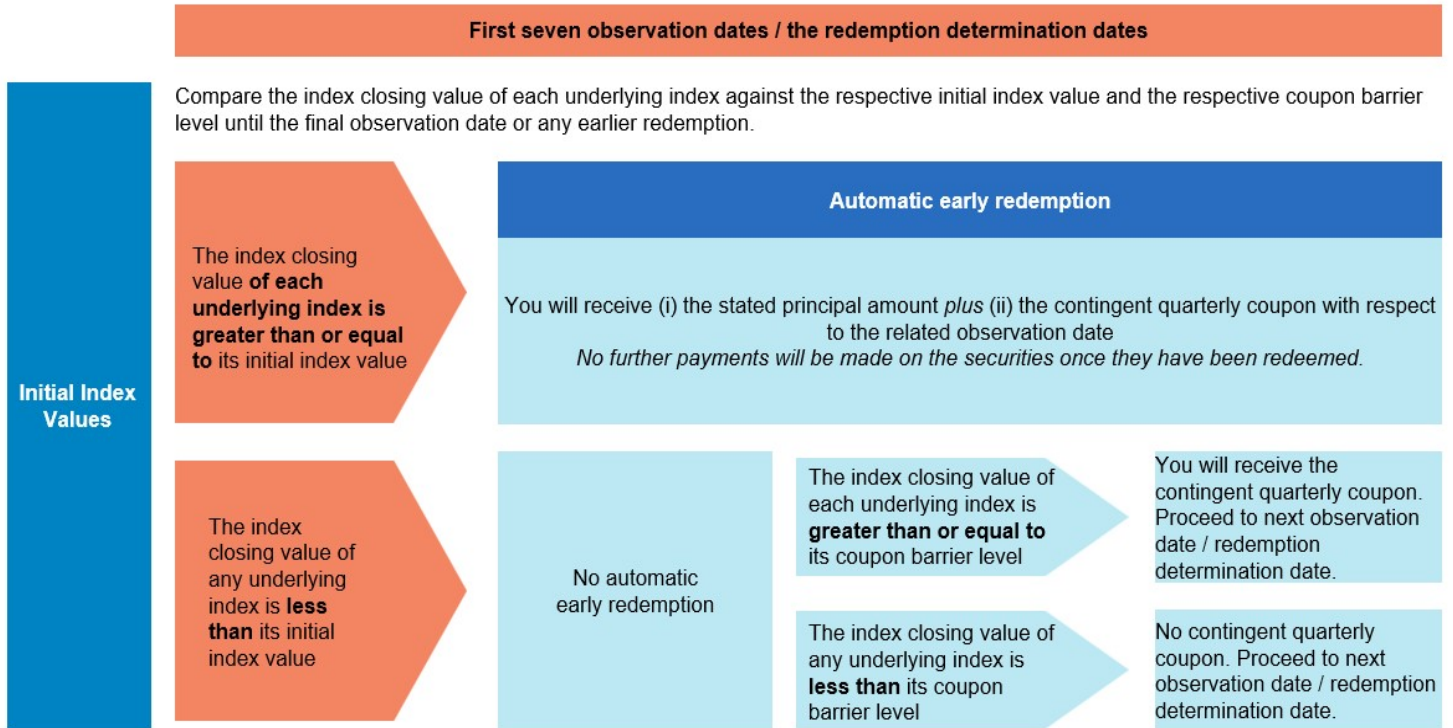 First seven observation dates / the redemption determination dates
Compare the index closing value of each underlying index against the respective initial index value and the respective coupon barrier
level until the final observation date or any earlier redemption.
Initial Index
Values
The index closing
value of each
underlying index is
greater than or equal
to its initial index value
Automatic early redemption
You will receive (i) the stated principal amount plus (ii) the contingent quarterly coupon with respect
to the related observation date
No further payments will be made on the securities once they have been redeemed.
The index
closing value of
any underlying
index is less
than its initial
index value
No automatic
early redemption
The index closing value of
each underlying index is
greater than or equal to
its coupon barrier level
You will receive the
contingent quarterly coupon.
Proceed to next observation
date / redemption
determination date.
The index closing value of
any underlying index is
less than its coupon
barrier level
No contingent quarterly
coupon. Proceed to next
observation date / redemption
determination date.